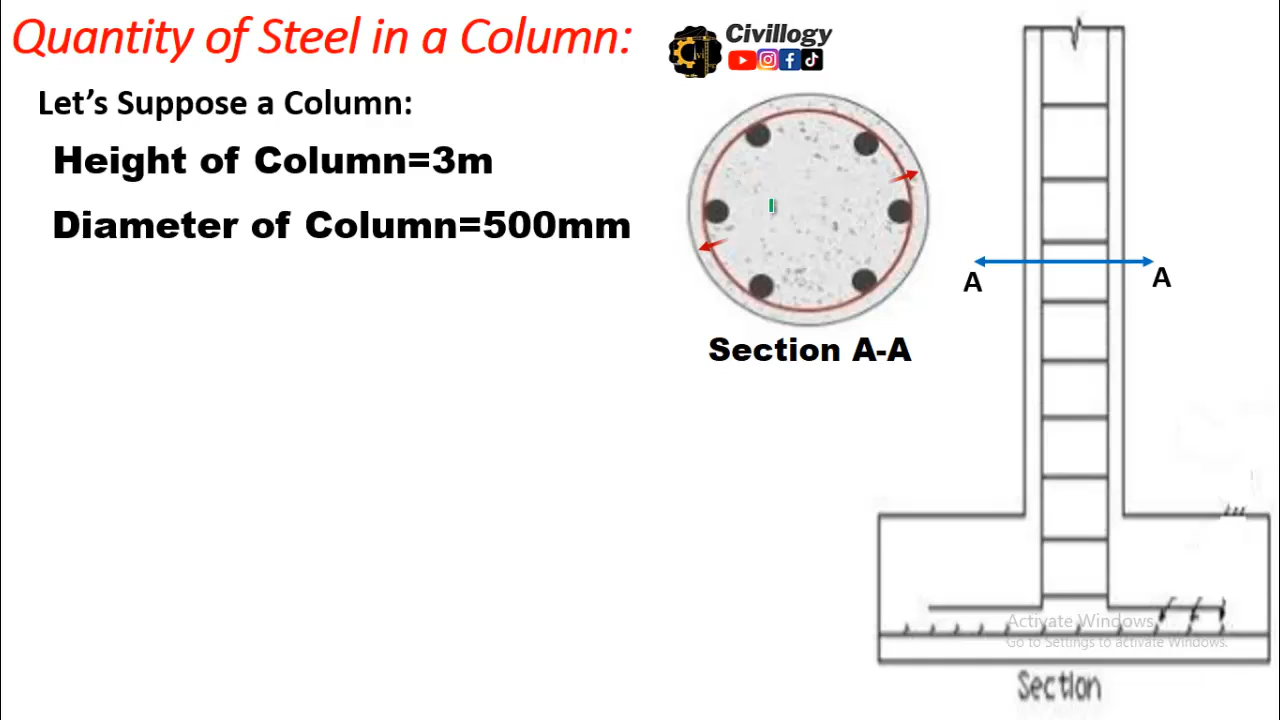 Quantity of Steel in a Column:
Civillogy
Let's Suppose a Column:
Height of Column=3m
Diameter of Column=500mm
A
A
Section A-A
Activate Windows
Go to Settings to activate Windows.
Section